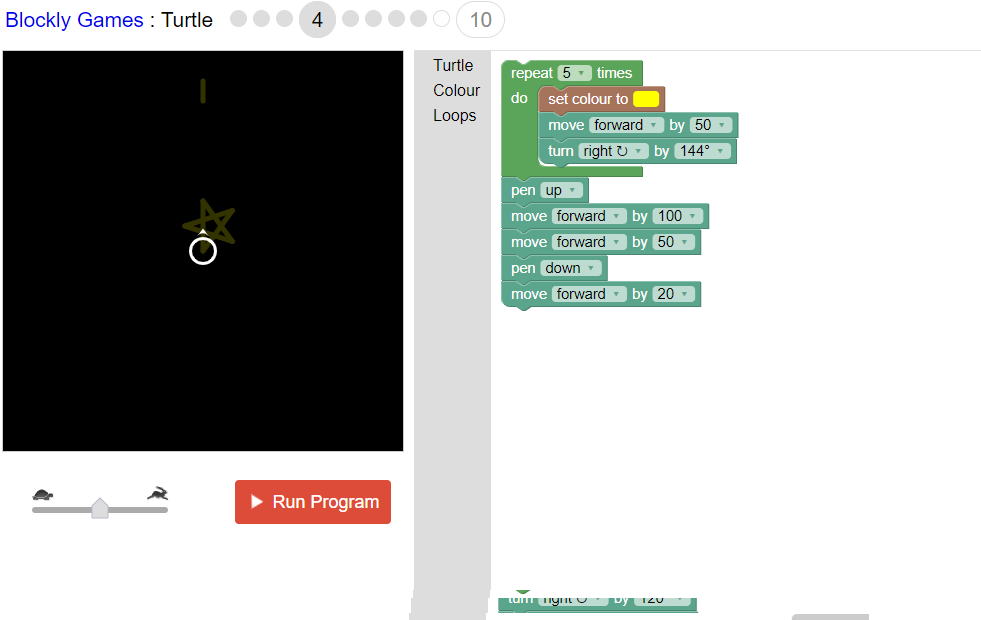 Blockly Games : Turtle 4 10
Turtle
Colour
Loops
repeat 5 times
do set colour to
move forward by 50
turn right ↻ by 144°
pen up
move forward by 100
move forward by 50
pen down
move forward by 20
Run Program
turn right ↻ by 120